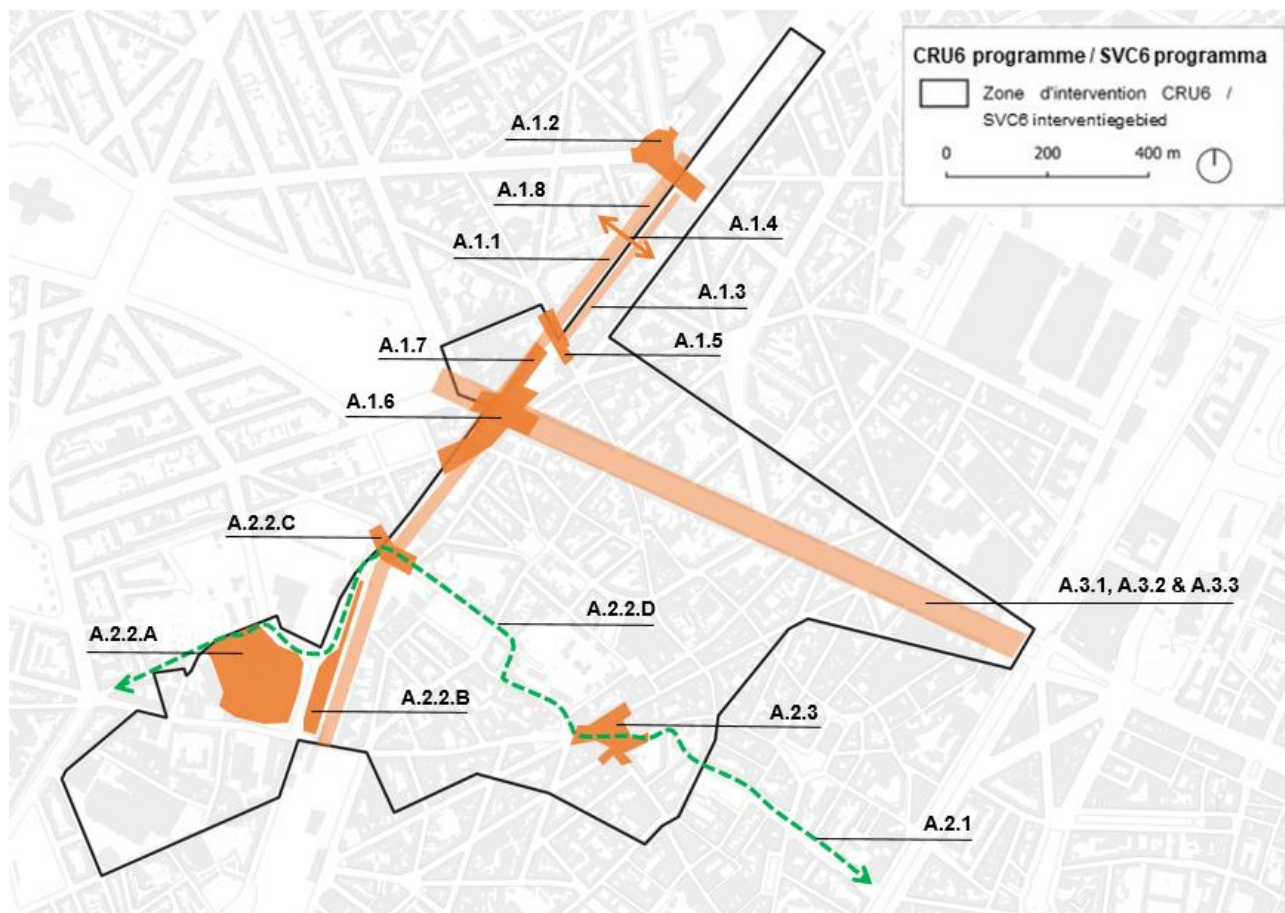 CRU6 programme / SVC6 programma
Zone d'intervention CRU6 /
SVC6 interventiegebied
0 200 400 m
A.1.2
A.1.8
A.1.4
A.1.1
A.1.3
A.1.7
A.1.5
A.1.6
A.2.2.C
A.3.1, A.3.2 & A.3.3
A.2.2.D
A.2.2.A
A.2.2.B
A.2.3
A.2.1